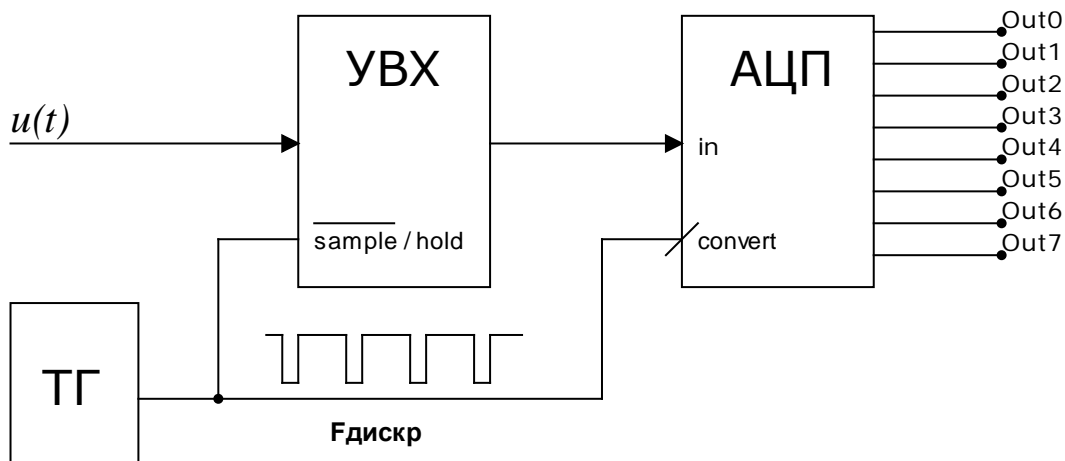 УВХ
АЦП
Out0
Out1
Out2
Out3
Out4
Out5
Out6
Out7
u(t)
in
sample / hold
convert
ТГ
Fдискр